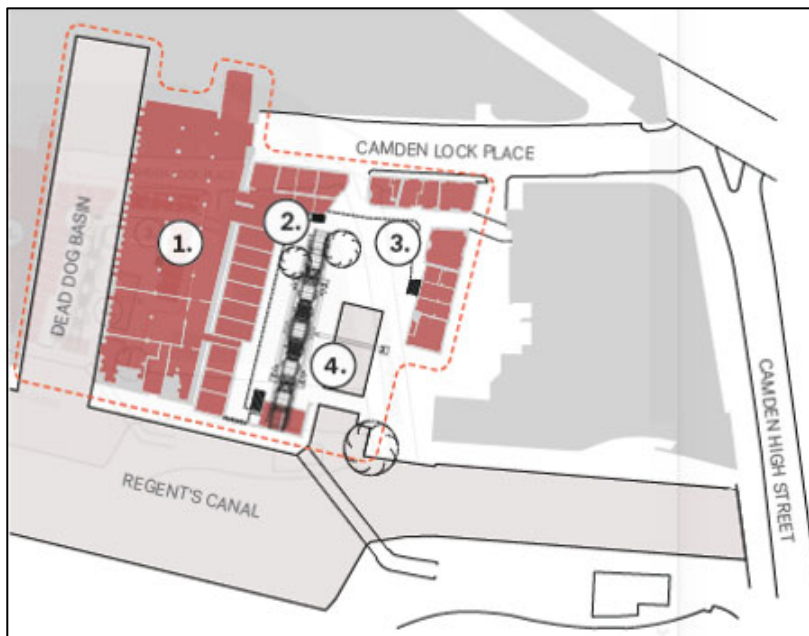 CAMDEN LOCK PLACE
DEAD DOG BASIN
1.
2.
3.
4.
REGENT'S CANAL
CAMDEN HIGH STREET